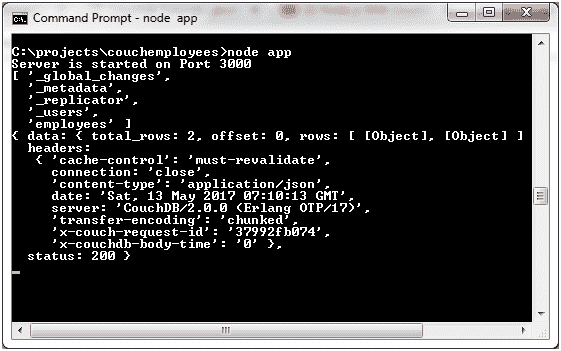 Command Prompt - node  app
C:\projects\couchemployees>node app
Server is started on Port 3000
[ '_global_changes',
  '_metadata',
  '_replicator',
  '_users',
  'employees' ]
{ data: { total_rows: 2, offset: 0, rows: [ [Object], [Object] ]
  headers:
   { 'cache-control': 'must-revalidate',
     connection: 'close',
     'content-type': 'application/json',
     date: 'Sat, 13 May 2017 07:10:13 GMT',
     server: 'CouchDB/2.0.0 (Erlang OTP/17)',
     'transfer-encoding': 'chunked',
     'x-couch-request-id': '37992fb074',
     'x-couchdb-body-time': '0' },
  status: 200 }